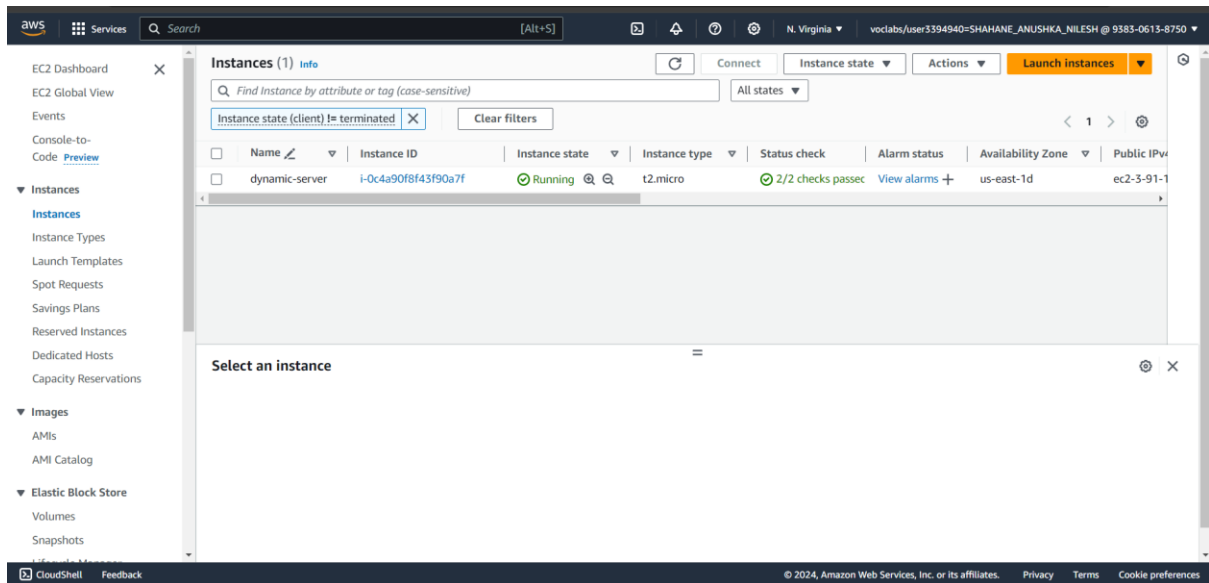 aws Services Search [Alt+S] N. Virginia voclabs/user3394940=SHAHANE_ANUSHKA_NILESH @ 9383-0613-8750
EC2 Dashboard
EC2 Global View
Events
Console-to-
Code Preview
Instances
Instances
Instance Types
Launch Templates
Spot Requests
Savings Plans
Reserved Instances
Dedicated Hosts
Capacity Reservations
Images
AMIs
AMI Catalog
Elastic Block Store
Volumes
Snapshots
Instances (1) Info Connect Instance state Actions Launch instances
Find Instance by attribute or tag (case-sensitive) All states
Instance state (client) != terminated Clear filters
1
Name Instance ID Instance state Instance type Status check Alarm status Availability Zone Public IPv4
dynamic-server i-0c4a90f8f43f90a7f Running t2.micro 2/2 checks passec View alarms + us-east-1d ec2-3-91-1
Select an instance
CloudShell Feedback © 2024, Amazon Web Services, Inc. or its affiliates. Privacy Terms Cookie preferences